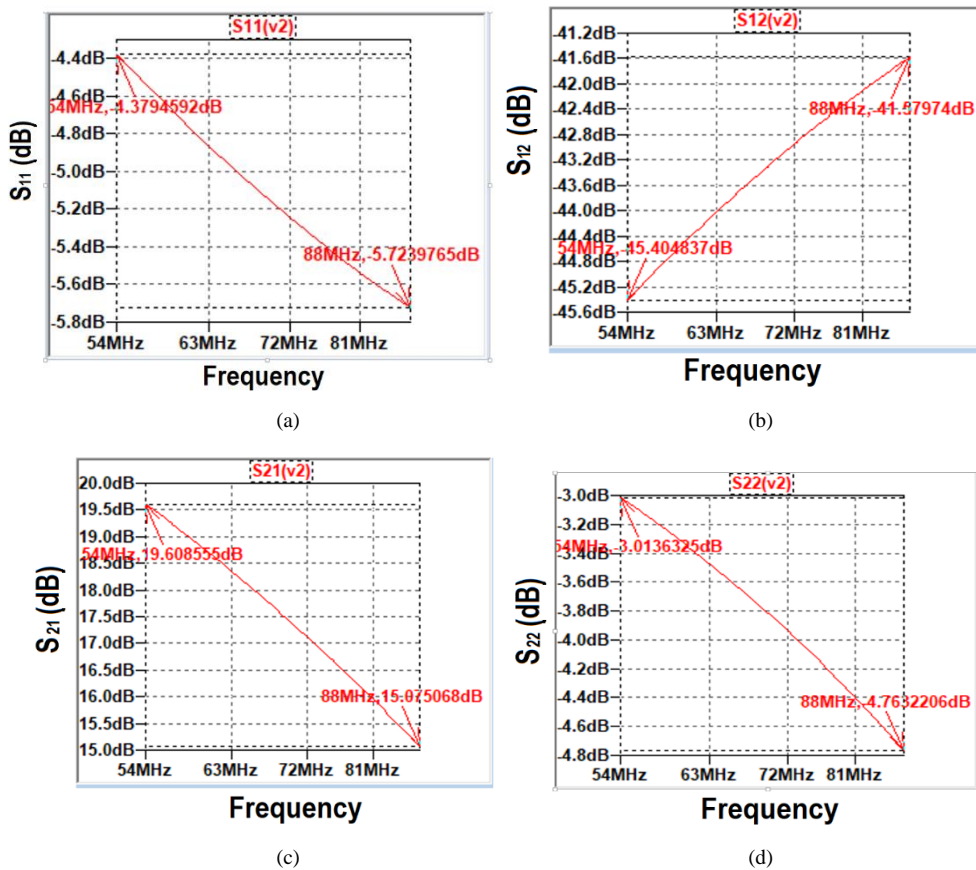 S11(v2)
-4.4dB
-4.6dB
-4.8dB
-5.0dB
-5.2dB
-5.4dB
-5.6dB
-5.8dB
54MHz,-4.3794592dB
88MHz,-5.7239765dB
54MHz 63MHz 72MHz 81MHz
S11 (dB)
Frequency
(a)
S12(v2)
-41.2dB
-41.6dB
-42.0dB
-42.4dB
-42.8dB
-43.2dB
-43.6dB
-44.0dB
-44.4dB
-44.8dB
-45.2dB
-45.6dB
88MHz,-41.57974dB
54MHz,-45.404837dB
54MHz 63MHz 72MHz 81MHz
S12 (dB)
Frequency
(b)
S21(v2)
20.0dB
19.5dB
19.0dB
18.5dB
18.0dB
17.5dB
17.0dB
16.5dB
16.0dB
15.5dB
15.0dB
54MHz,19.608555dB
88MHz,15.075068dB
54MHz 63MHz 72MHz 81MHz
S21 (dB)
Frequency
(c)
S22(v2)
-3.0dB
-3.2dB
-3.4dB
-3.6dB
-3.8dB
-4.0dB
-4.2dB
-4.4dB
-4.6dB
-4.8dB
54MHz,-3.0136325dB
88MHz,-4.7632206dB
54MHz 63MHz 72MHz 81MHz
S22 (dB)
Frequency
(d)